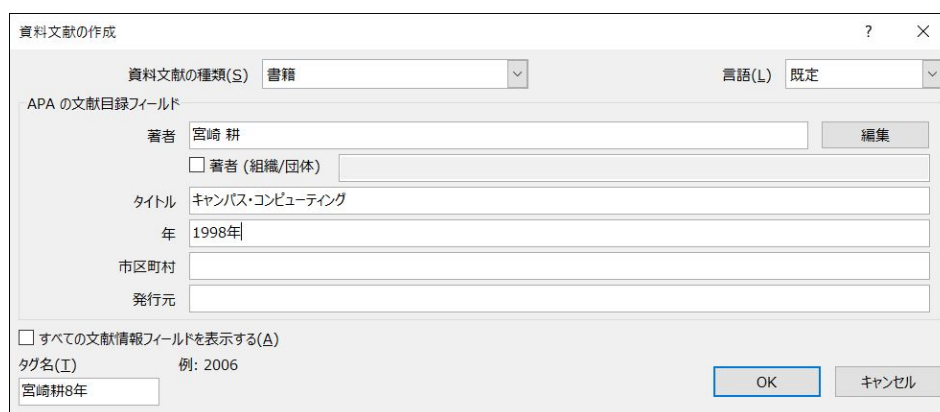 資料文献の作成 ?
資料文献の種類(S) 書籍 言語(L) 既定
APA の文献目録フィールド
著者 宮崎 耕 編集
著者 (組織/団体)
タイトル キャンパス・コンピューティング
年 1998年
市区町村
発行元
すべての文献情報フィールドを表示する(A)
タグ名(T) 例: 2006
宮崎耕8年
OK キャンセル